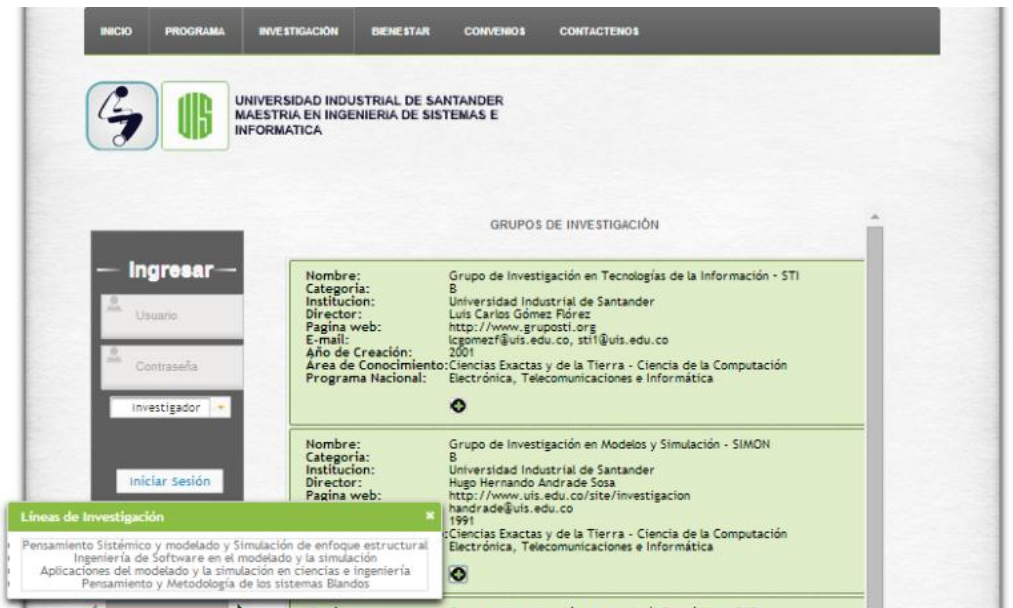 INICIO PROGRAMA INVESTIGACIÓN BIENESTAR CONVENIOS CONTACTENOS
UIS
UNIVERSIDAD INDUSTRIAL DE SANTANDER
MAESTRIA EN INGENIERIA DE SISTEMAS E
INFORMATICA
GRUPOS DE INVESTIGACIÓN
Ingresar
Usuario
Contraseña
Investigador
Iniciar Sesión
Nombre: Grupo de Investigación en Tecnologías de la Información - STI
Categoria: B
Institucion: Universidad Industrial de Santander
Director: Luis Carlos Gómez Flórez
Pagina web: http://www.gruposti.org
E-mail: lcgomezf@uis.edu.co, sti1@uis.edu.co
Año de Creación: 2001
Area de Conocimiento: Ciencias Exactas y de la Tierra - Ciencia de la Computación
Programa Nacional: Electrónica, Telecomunicaciones e Informática
Nombre: Grupo de Investigación en Modelos y Simulación - SIMON
Categoria: B
Institucion: Universidad Industrial de Santander
Director: Hugo Hernando Andrade Sosa
Pagina web: http://www.uis.edu.co/site/investigacion
handrade@uis.edu.co
1991
:Ciencias Exactas y de la Tierra - Ciencia de la Computación
Electrónica, Telecomunicaciones e Informática
Líneas de Investigación
Pensamiento Sistémico y modelado y Simulación de enfoque estructural
Ingeniería de Software en el modelado y la simulación
Aplicaciones del modelado y la simulación en ciencias e ingeniería
Pensamiento y Metodología de los sistemas Blandos